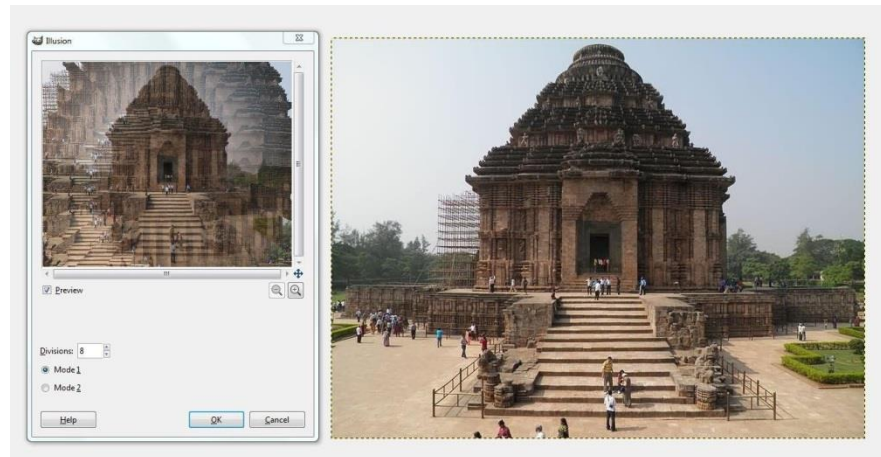 Illusion
Preview
Divisions: 8
Mode 1
Mode 2
Help
OK
Cancel